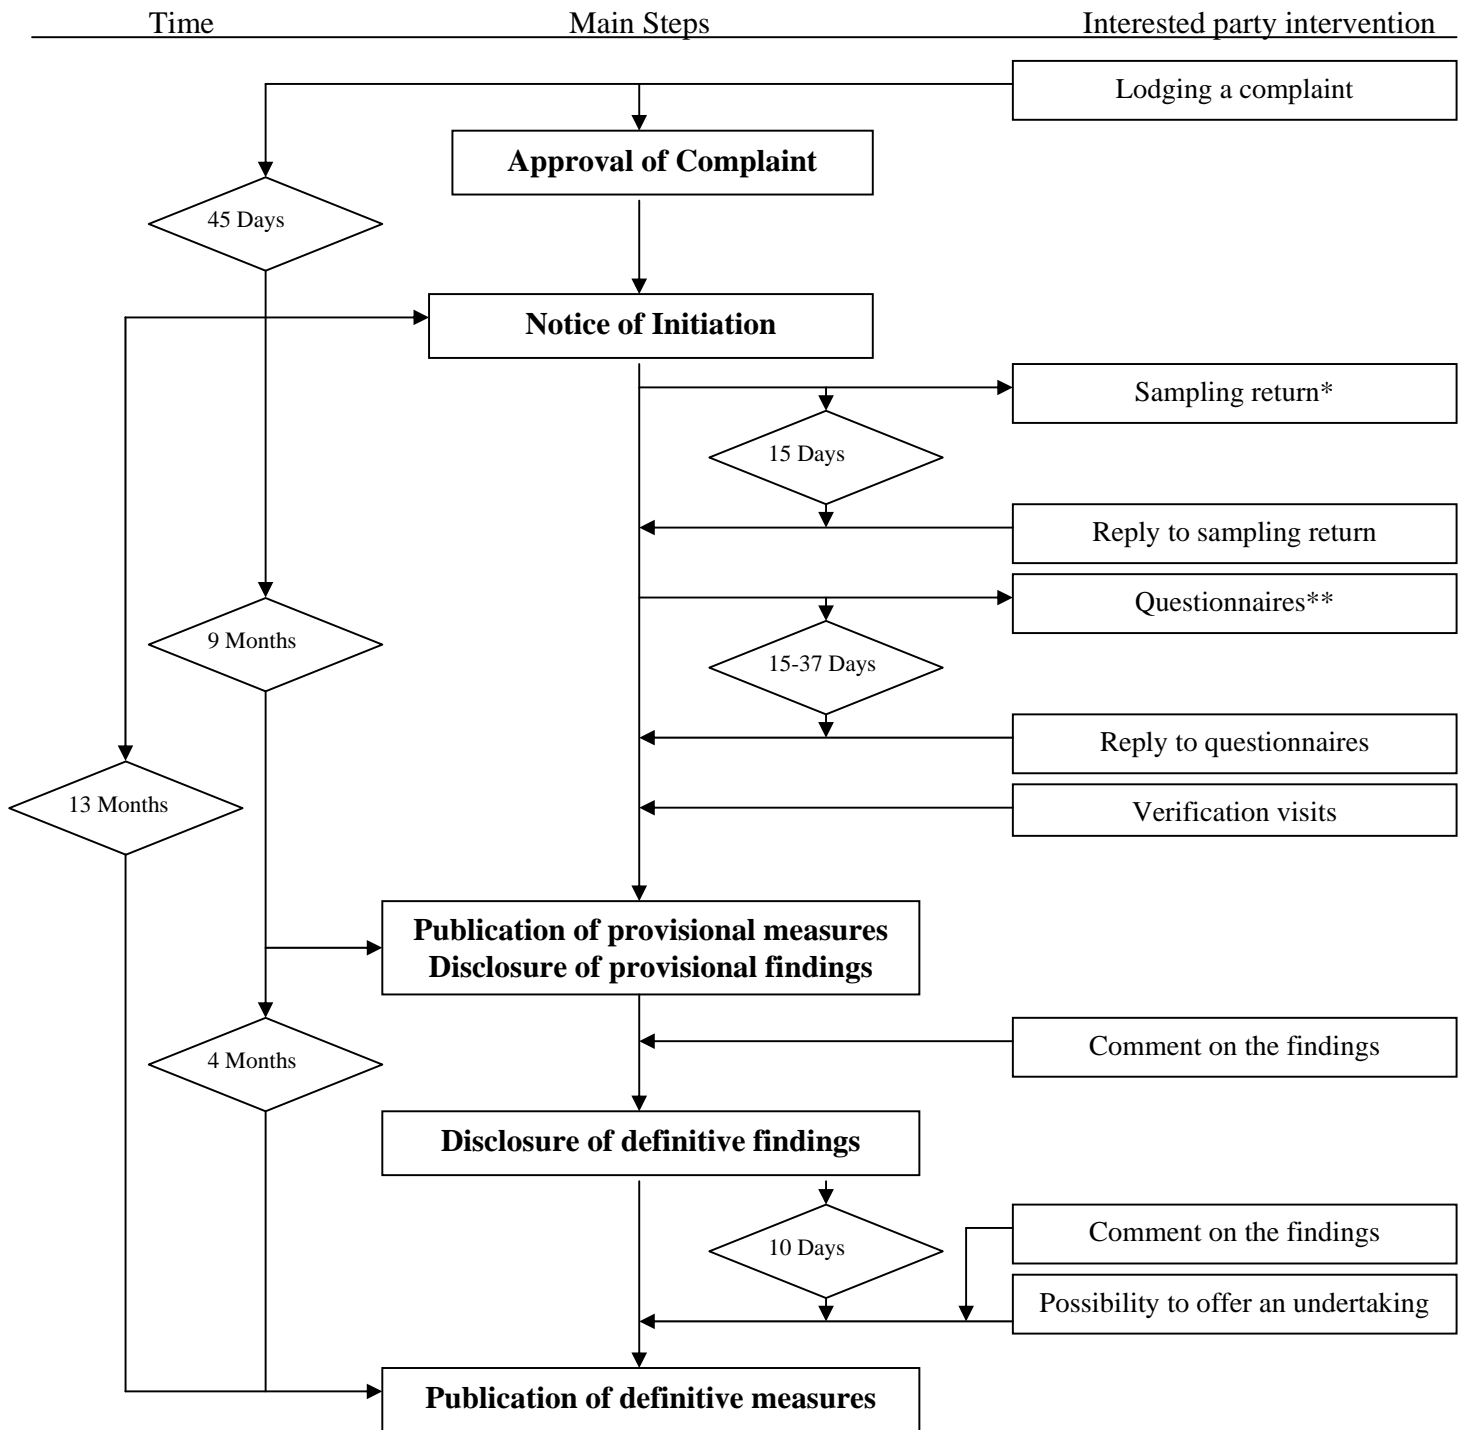 Time Main Steps Interested party intervention
Lodging a complaint
Approval of Complaint
45 Days
Notice of Initiation
Sampling return*
15 Days
Reply to sampling return
Questionnaires**
9 Months
15-37 Days
Reply to questionnaires
13 Months
Verification visits
Publication of provisional measures
Disclosure of provisional findings
Comment on the findings
4 Months
Disclosure of definitive findings
Comment on the findings
10 Days
Possibility to offer an undertaking
Publication of definitive measures